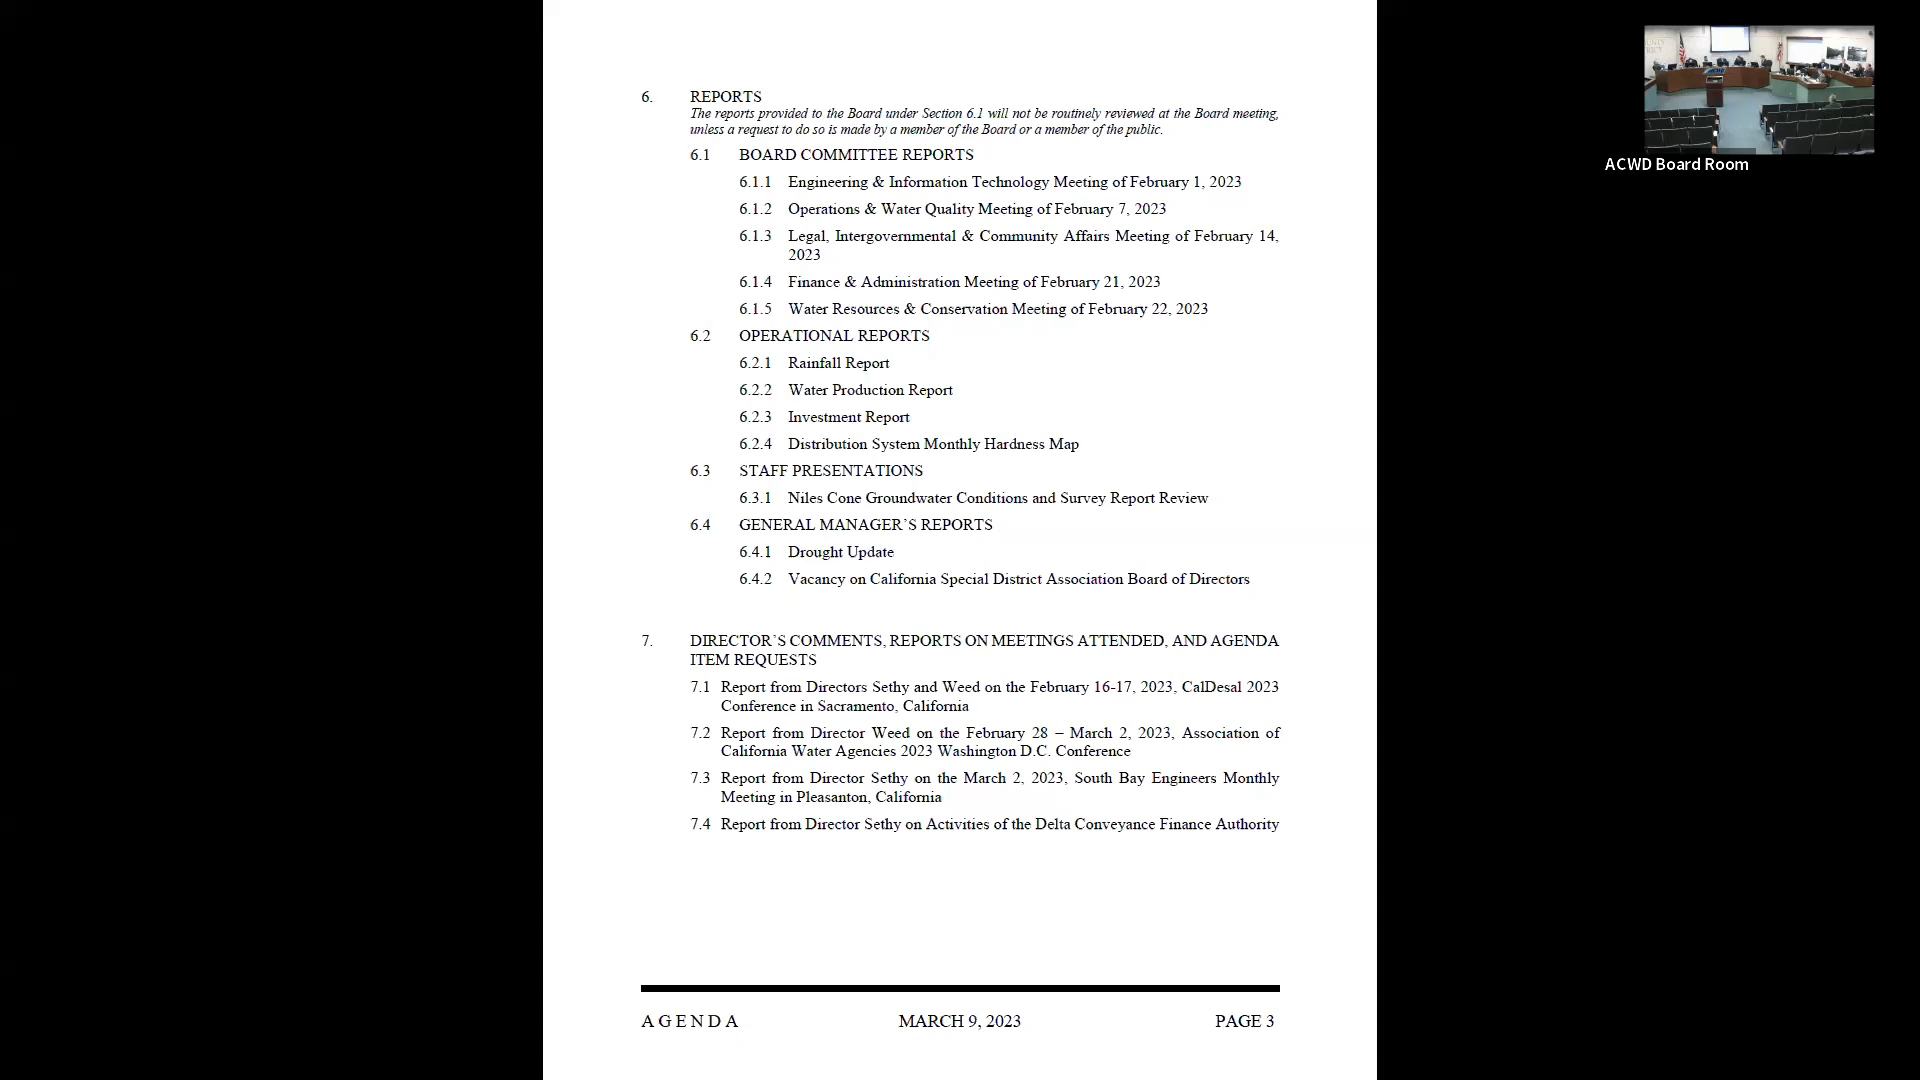 6. REPORTS
The reports provided to the Board under Section 6.1 will not be routinely reviewed at the Board meeting,
unless a request to do so is made by a member of the Board or a member of the public.
6.1 BOARD COMMITTEE REPORTS
6.1.1 Engineering & Information Technology Meeting of February 1, 2023
6.1.2 Operations & Water Quality Meeting of February 7, 2023
6.1.3 Legal, Intergovernmental & Community Affairs Meeting of February 14,
2023
6.1.4 Finance & Administration Meeting of February 21, 2023
6.1.5 Water Resources & Conservation Meeting of February 22, 2023
6.2 OPERATIONAL REPORTS
6.2.1 Rainfall Report
6.2.2 Water Production Report
6.2.3 Investment Report
6.2.4 Distribution System Monthly Hardness Map
6.3 STAFF PRESENTATIONS
6.3.1 Niles Cone Groundwater Conditions and Survey Report Review
6.4 GENERAL MANAGER’S REPORTS
6.4.1 Drought Update
6.4.2 Vacancy on California Special District Association Board of Directors
7. DIRECTOR’S COMMENTS, REPORTS ON MEETINGS ATTENDED, AND AGENDA
ITEM REQUESTS
7.1 Report from Directors Sethy and Weed on the February 16-17, 2023, CalDesal 2023
Conference in Sacramento, California
7.2 Report from Director Weed on the February 28 – March 2, 2023, Association of
California Water Agencies 2023 Washington D.C. Conference
7.3 Report from Director Sethy on the March 2, 2023, South Bay Engineers Monthly
Meeting in Pleasanton, California
7.4 Report from Director Sethy on Activities of the Delta Conveyance Finance Authority
AGENDA MARCH 9, 2023 PAGE 3
ACWD Board Room